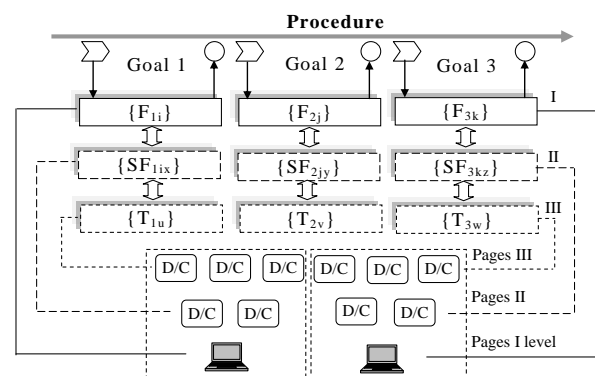 Procedure
Goal 1 Goal 2 Goal 3
{F1i} {F2j} {F3k} I
{SF1ix} {SF2jy} {SF3kz} II
{T1u} {T2v} {T3w} III
D/C D/C D/C D/C D/C D/C Pages III
D/C D/C D/C D/C Pages II
Pages I level